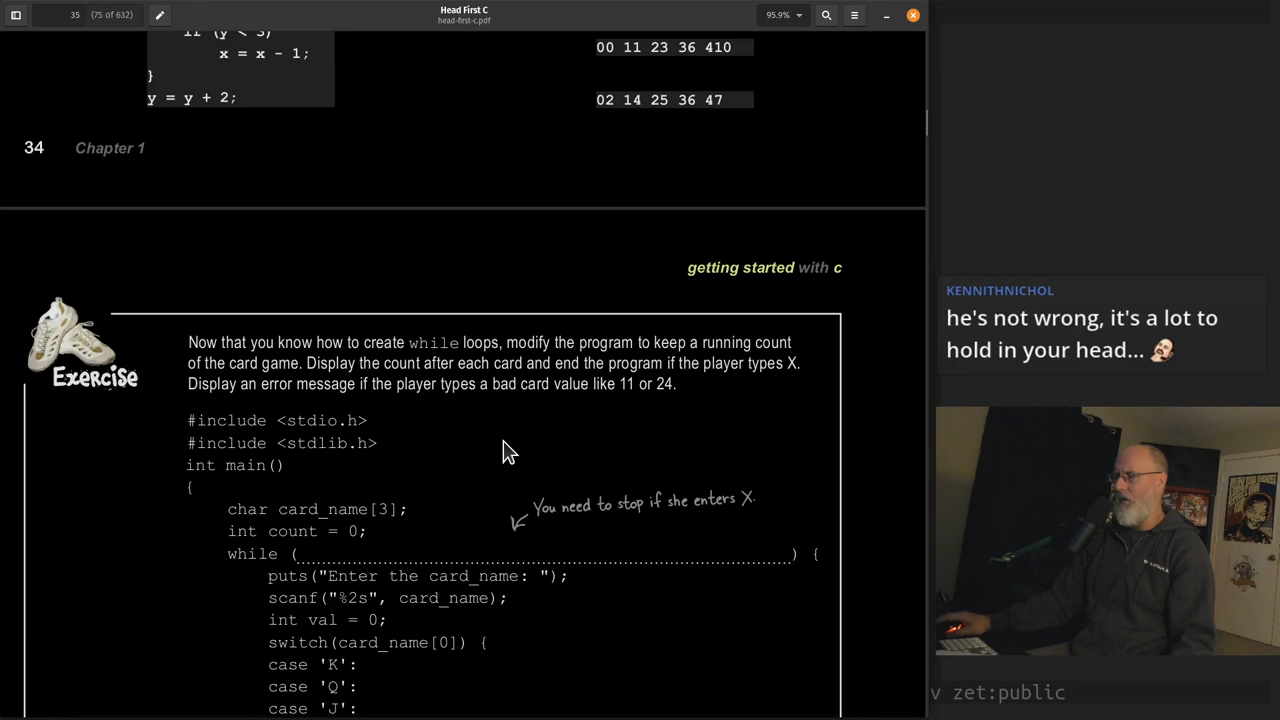 35
(75 of 632)
Head First C
head-first-c.pdf
95.9%
x = x - 1;
}
y = y + 2;
00 11 23 36 410
02 14 25 36 47
34 Chapter 1
getting started with c
Exercise
Now that you know how to create while loops, modify the program to keep a running count
of the card game. Display the count after each card and end the program if the player types X.
Display an error message if the player types a bad card value like 11 or 24.
#include <stdio.h>
#include <stdlib.h>
int main()
{
char card_name[3];
int count = 0;
You need to stop if she enters X.
while ( ) {
puts("Enter the card_name: ");
scanf("%2s", card_name);
int val = 0;
switch(card_name[0]) {
case 'K':
case 'Q':
case 'J':
KENNITHNICHOL
he's not wrong, it's a lot to
hold in your head...
v zet:public